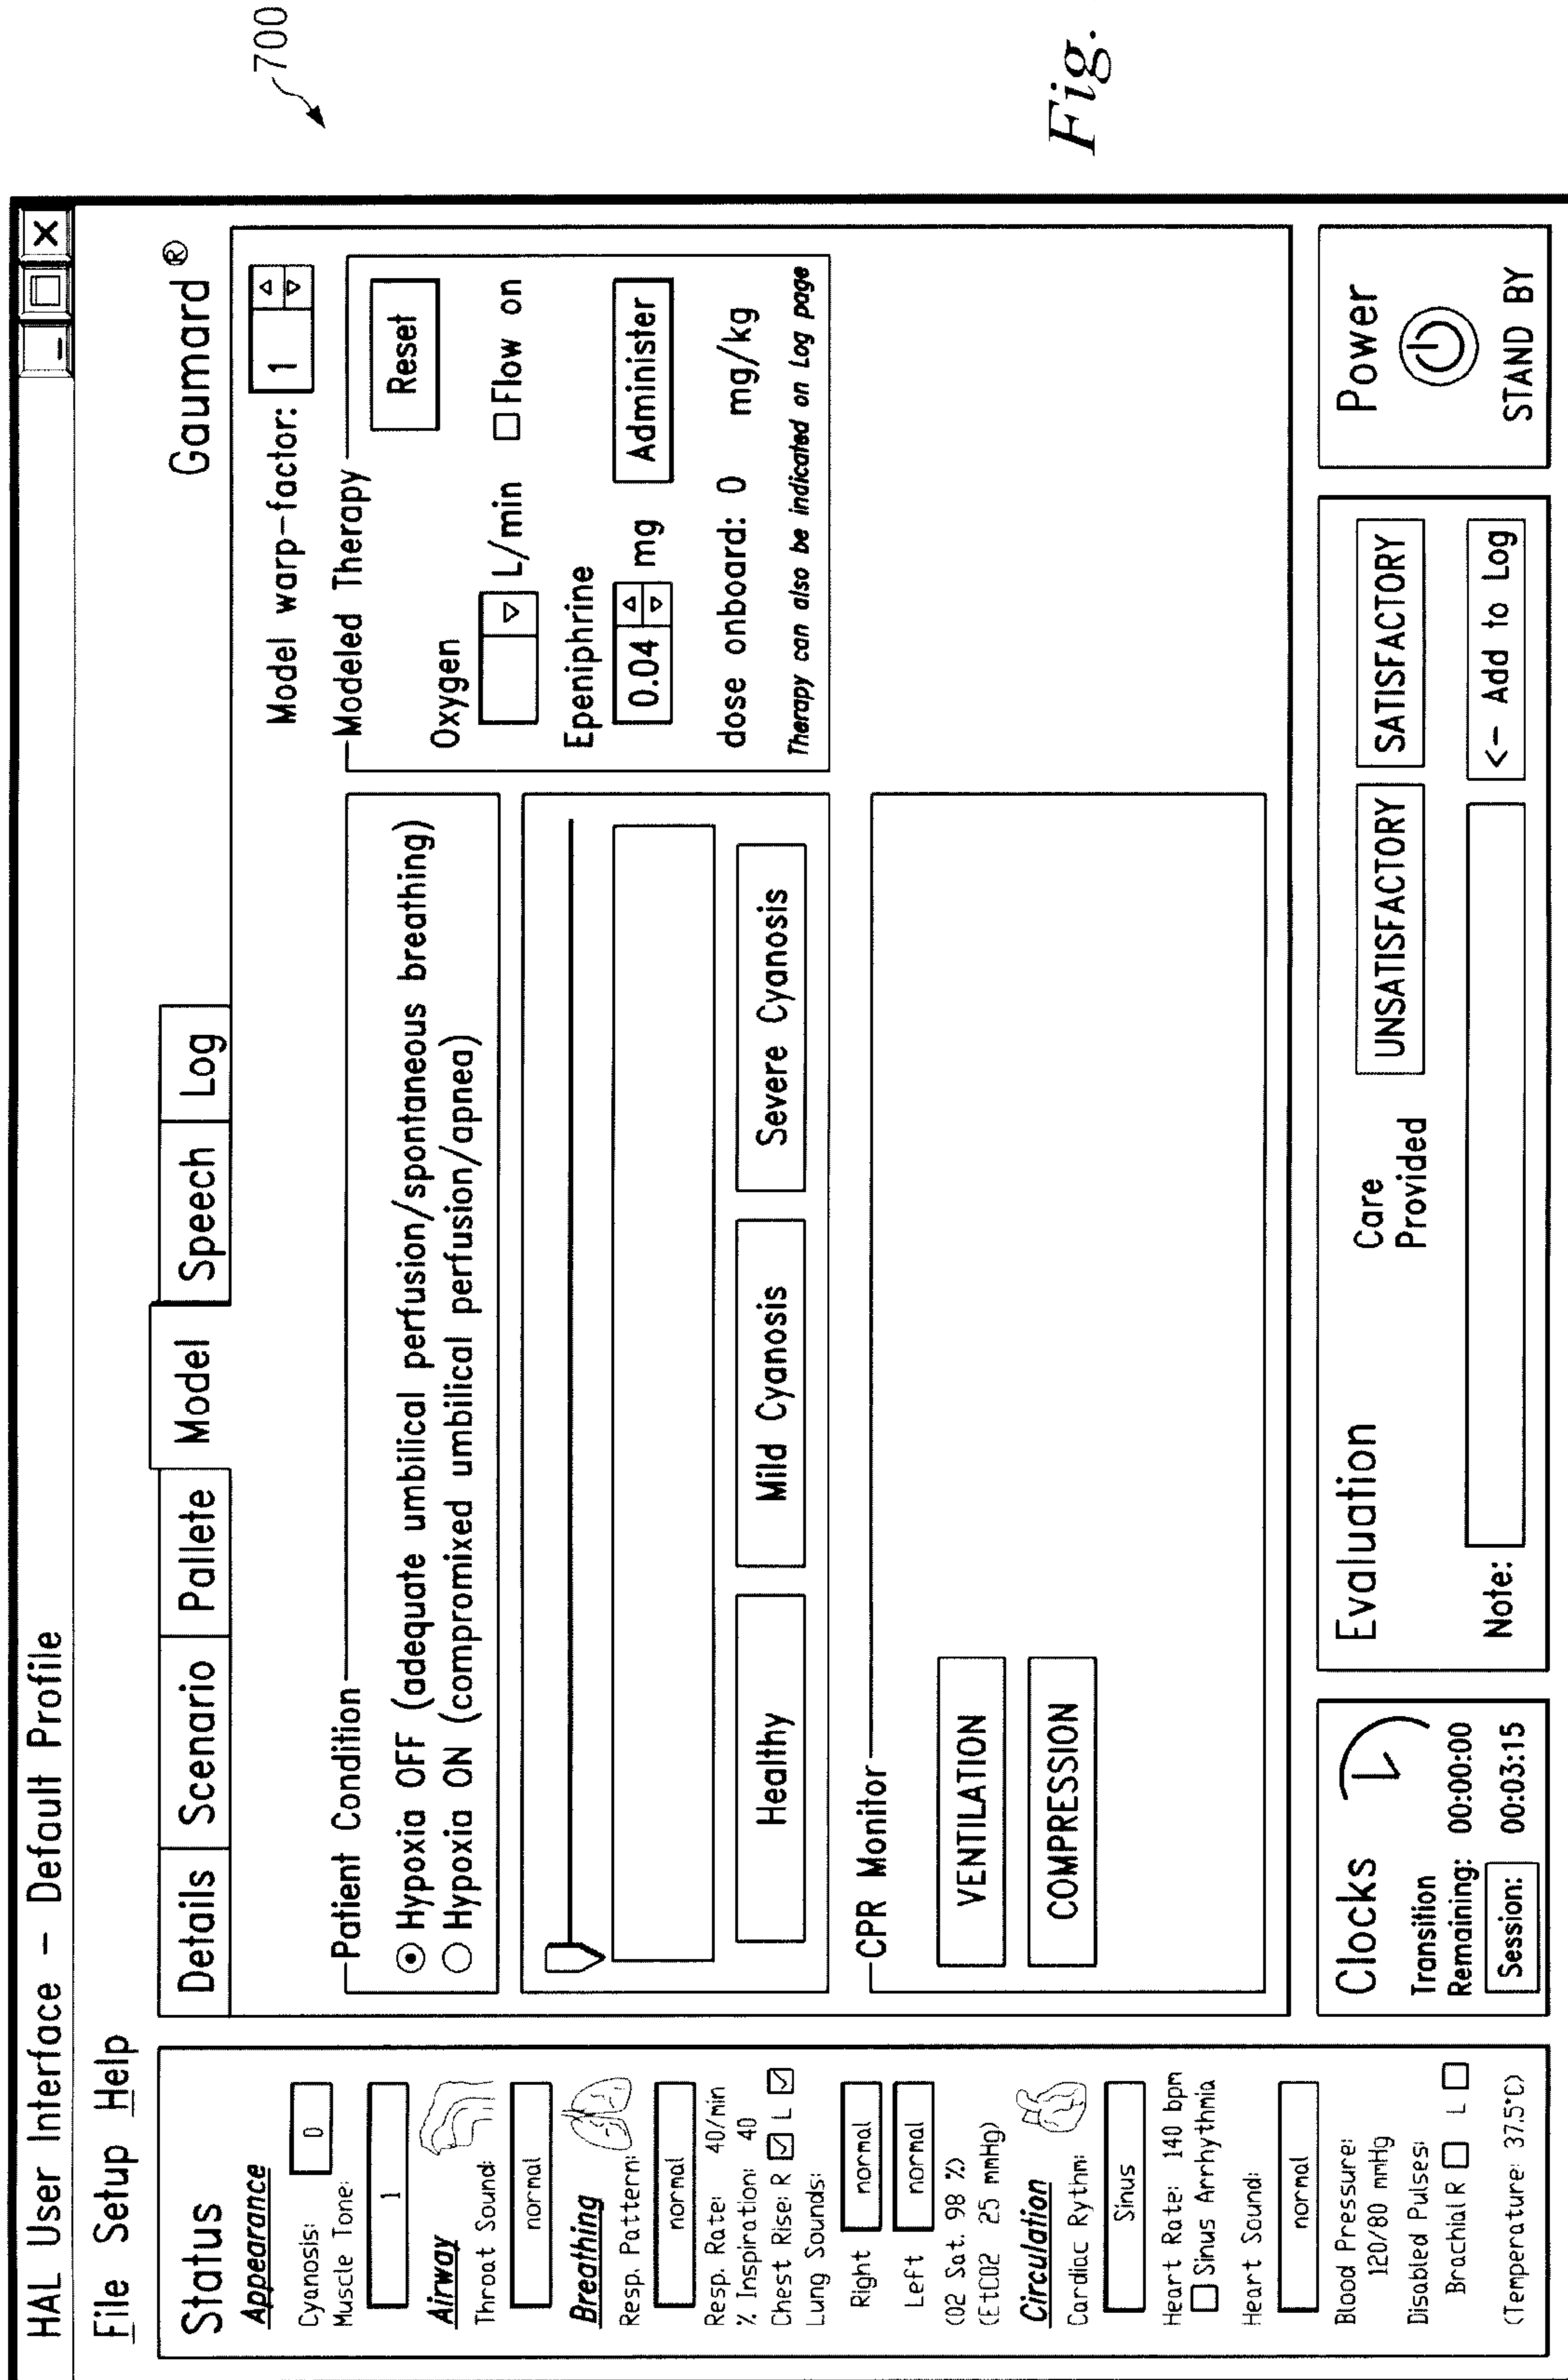 HAL User Interface – Default Profile
File Setup Help
Status
Appearance
Cyanosis: 0
Muscle Tone:
1
Airway
Throat Sound:
normal
Breathing
Resp. Pattern:
normal
Resp. Rate: 40/min
% Inspiration: 40
Chest Rise: R L
Lung Sounds:
Right normal
Left normal
(O2 Sat. 98 %)
(EtCO2 25 mmHg)
Circulation
Cardiac Rythm:
Sinus
Heart Rate: 140 bpm
Sinus Arrhythmia
Heart Sound:
normal
Blood Pressure:
120/80 mmHg
Disabled Pulses:
Brachial R L
(Temperature: 37.5°C)
Details Scenario Pallete Model Speech Log
Gaumard ®
Model warp-factor: 1
Patient Condition
Hypoxia OFF (adequate umbilical perfusion/spontaneous breathing)
Hypoxia ON (compromixed umbilical perfusion/apnea)
Healthy Mild Cyanosis Severe Cyanosis
Modeled Therapy
Reset
Oxygen
L/min Flow on
Epeniphrine
0.04 mg Administer
dose onboard: 0 mg/kg
Therapy can also be indicated on Log page
CPR Monitor
VENTILATION
COMPRESSION
Clocks
Transition
Remaining: 00:00:00
Session: 00:03:15
Evaluation
Care
Provided
UNSATISFACTORY SATISFACTORY
Note: <– Add to Log
Power
STAND BY
700
Fig.